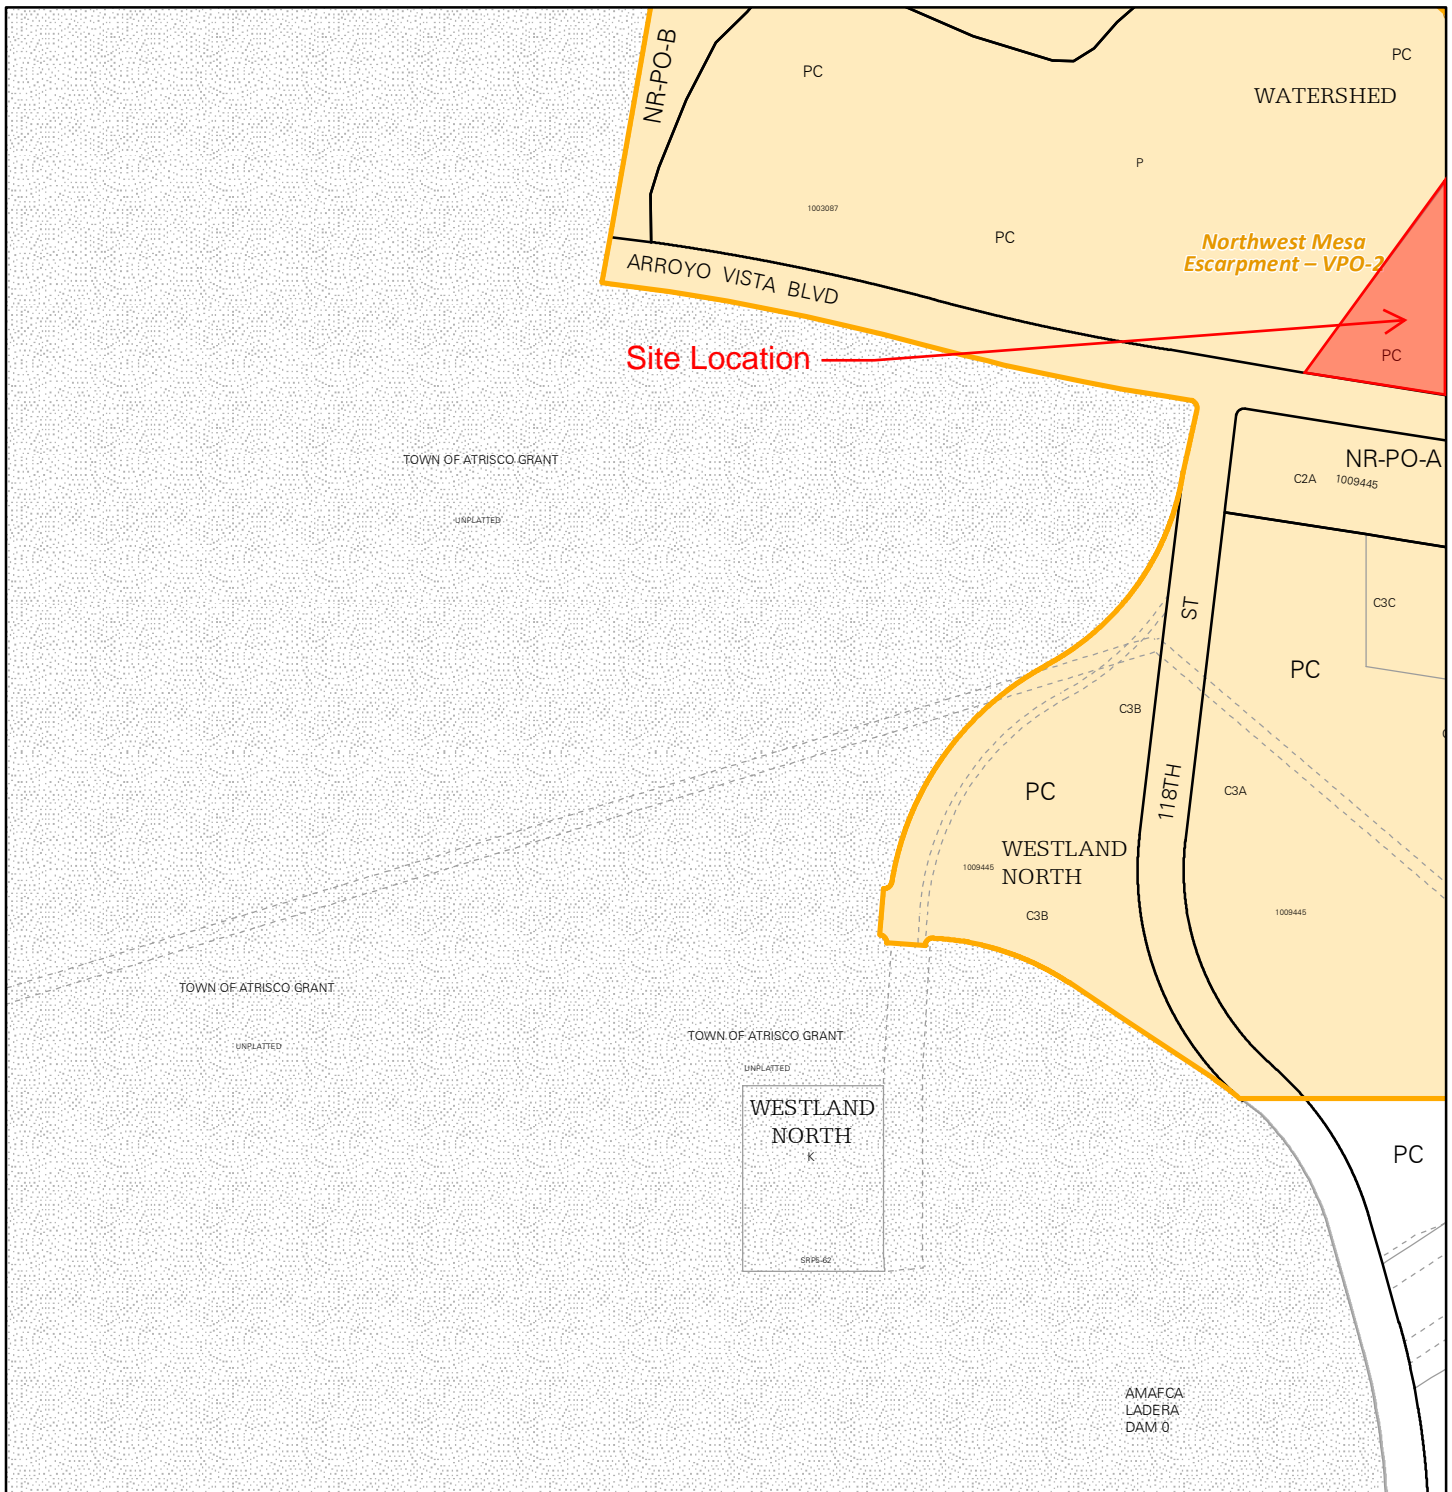 NR-PO-B
PC
PC
WATERSHED
P
1003087
PC
Northwest Mesa
Escarpment – VPO-2
ARROYO VISTA BLVD
Site Location
PC
TOWN OF ATRISCO GRANT
UNPLATTED
NR-PO-A
C2A
1009445
C3C
118TH ST
PC
C3B
PC
C3A
WESTLAND
NORTH
1009445
C3B
1009445
TOWN OF ATRISCO GRANT
UNPLATTED
TOWN OF ATRISCO GRANT
UNPLATTED
WESTLAND
NORTH
K
SRP5-62
PC
AMAFCA
LADERA
DAM 0